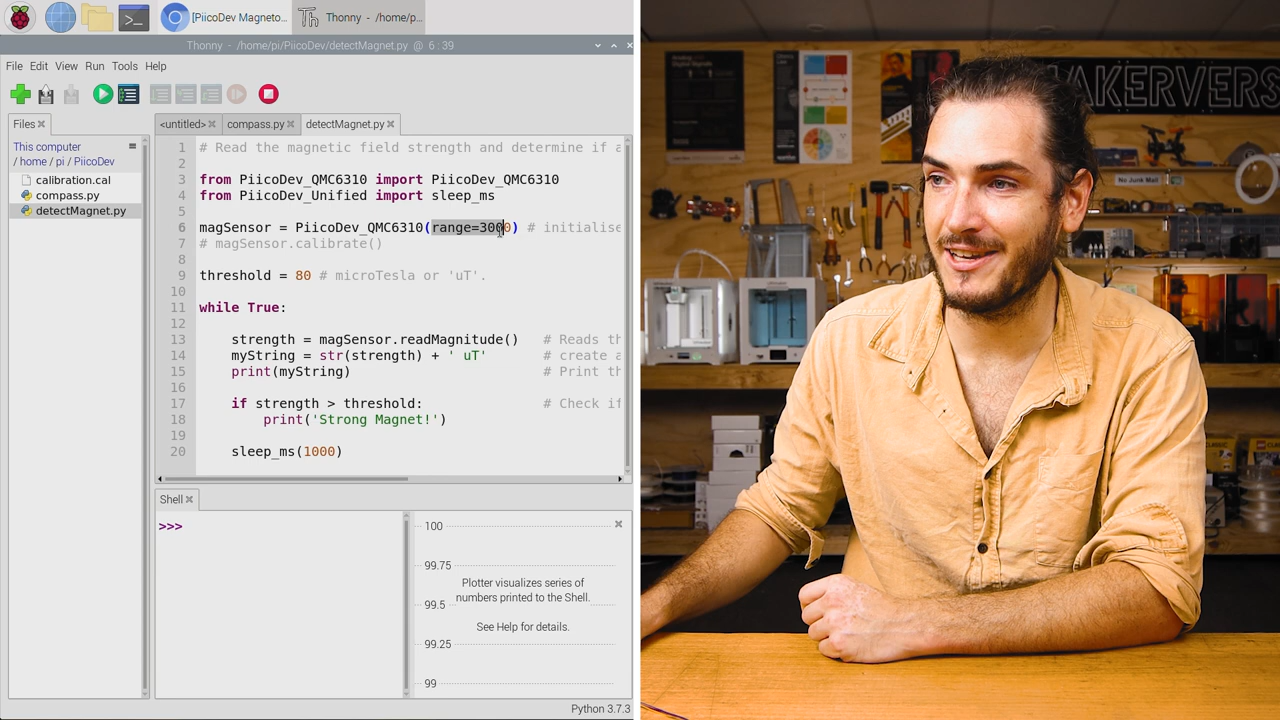 [PiicoDev Magneto...
Thonny - /home/p...
Thonny - /home/pi/PiicoDev/detectMagnet.py @ 6:39
File Edit View Run Tools Help
Files
<untitled> compass.py detectMagnet.py
This computer
/ home / pi / PiicoDev
calibration.cal
compass.py
detectMagnet.py
1 # Read the magnetic field strength and determine if a
2
3 from PiicoDev_QMC6310 import PiicoDev_QMC6310
4 from PiicoDev_Unified import sleep_ms
5
6 magSensor = PiicoDev_QMC6310(range=3000) # initialise
7 # magSensor.calibrate()
8
9 threshold = 80 # microTesla or 'uT'.
10
11 while True:
12
13 strength = magSensor.readMagnitude() # Reads th
14 myString = str(strength) + ' uT' # create a
15 print(myString) # Print th
16
17 if strength > threshold: # Check if
18 print('Strong Magnet!')
19
20 sleep_ms(1000)
Shell
>>>
100
99.75
99.5
99.25
99
Plotter visualizes series of
numbers printed to the Shell.
See Help for details.
Python 3.7.3
MAKERVERS
No Junk Mail